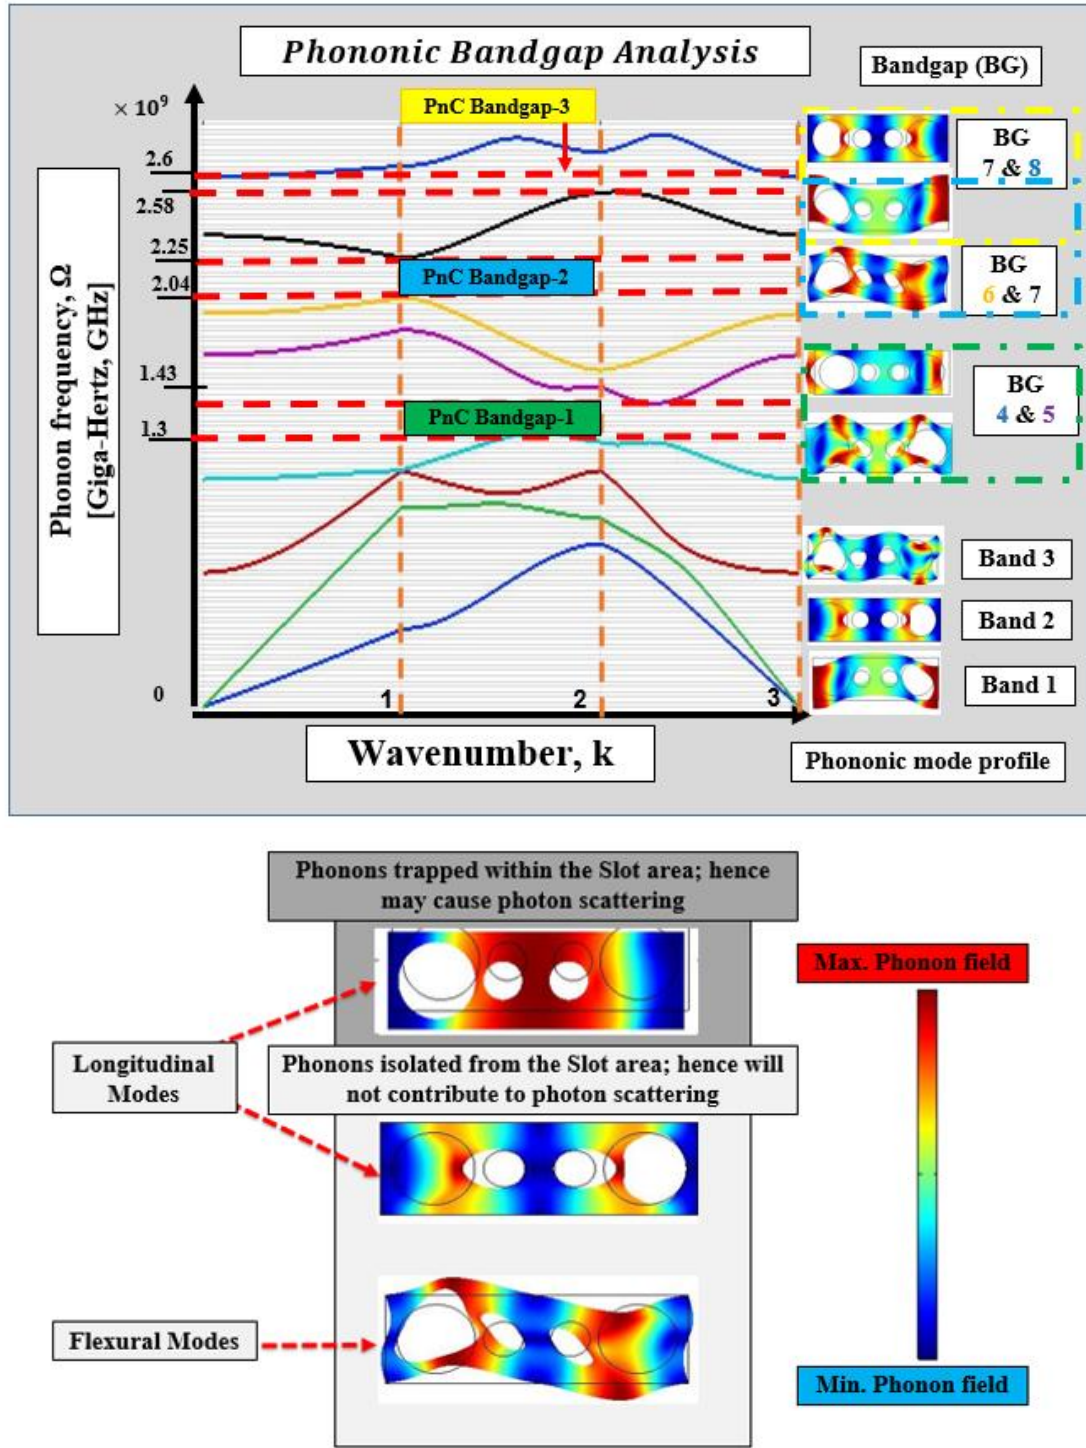 Phononic Bandgap Analysis
Bandgap (BG)
× 10⁹
PnC Bandgap-3
2.6
2.58
2.25
2.04
1.43
1.3
0
Phonon frequency, Ω
[Giga-Hertz, GHz]
PnC Bandgap-2
PnC Bandgap-1
BG
7 & 8
BG
6 & 7
BG
4 & 5
Band 3
Band 2
Band 1
1
2
3
Wavenumber, k
Phononic mode profile
Phonons trapped within the Slot area; hence
may cause photon scattering
Max. Phonon field
Longitudinal
Modes
Phonons isolated from the Slot area; hence will
not contribute to photon scattering
Flexural Modes
Min. Phonon field